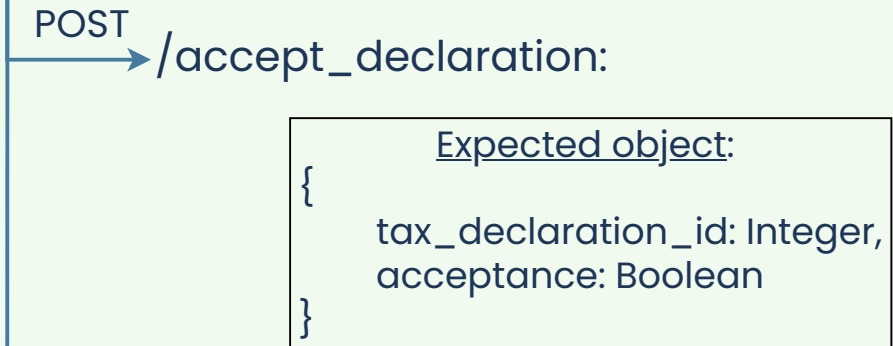 POST
/accept_declaration:
Expected object:
{
tax_declaration_id: Integer,
acceptance: Boolean
}